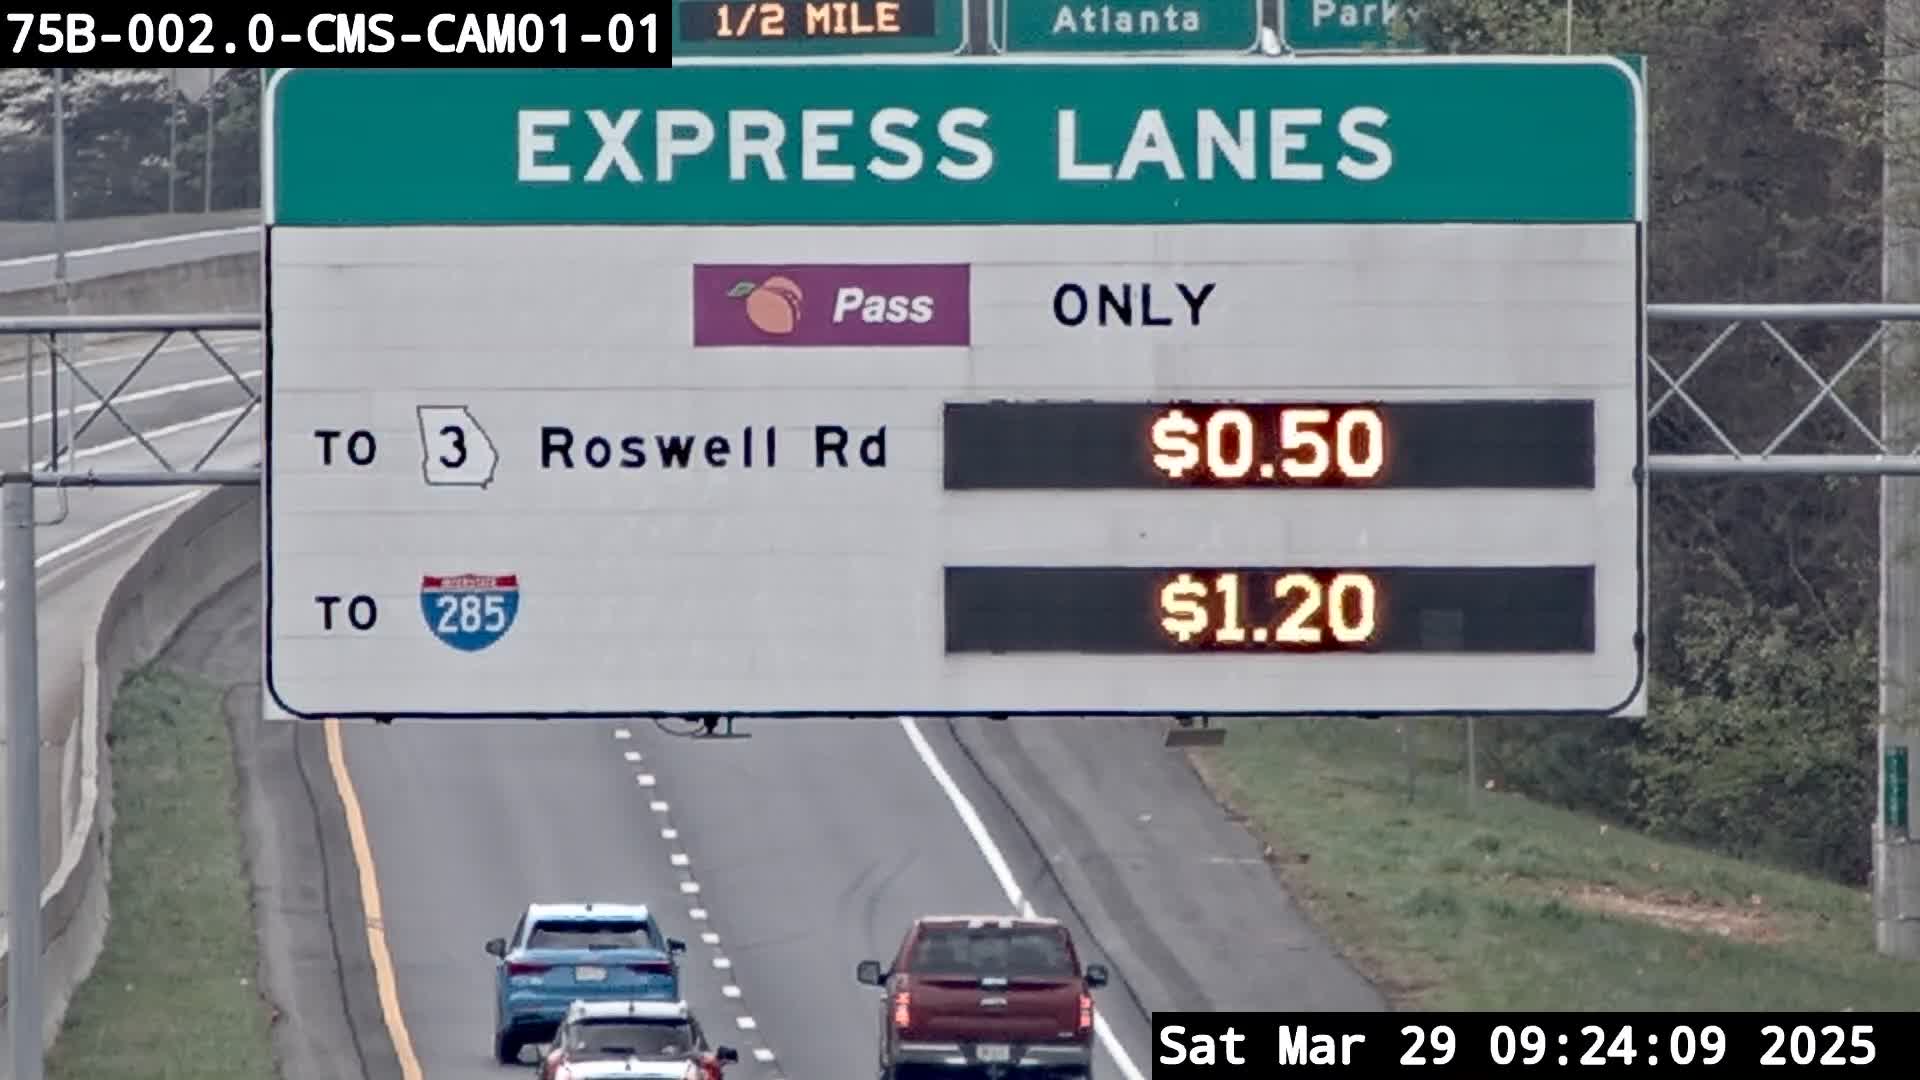 75B-002.0-CMS-CAM01-01
1/2 MILE
Atlanta
EXPRESS LANES
Pass ONLY
TO 3 Roswell Rd $0.50
TO INTERSTATE 285 $1.20
Sat Mar 29 09:24:09 2025